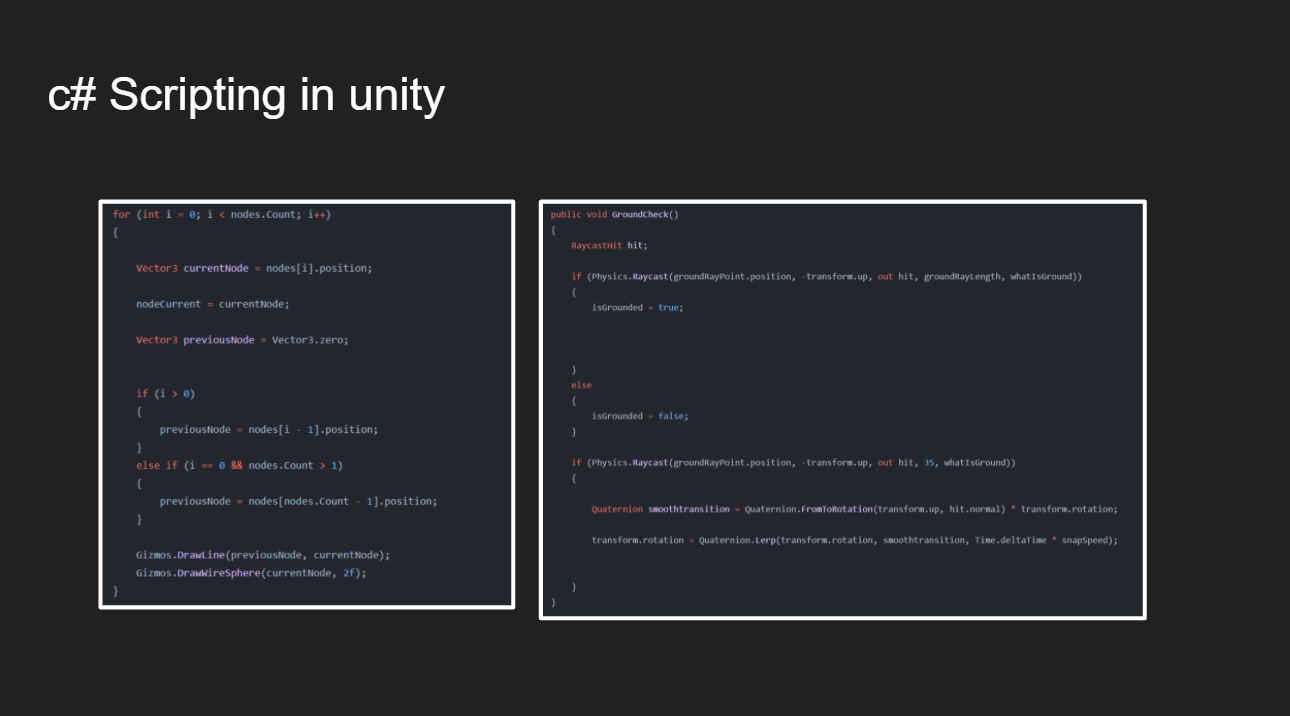 c# Scripting in unity
for (int i = 0; i < nodes.Count; i++)
{
Vector3 currentNode = nodes[i].position;
nodeCurrent = currentNode;
Vector3 previousNode = Vector3.zero;
if (i > 0)
{
previousNode = nodes[i - 1].position;
}
else if (i == 0 && nodes.Count > 1)
{
previousNode = nodes[nodes.Count - 1].position;
}
Gizmos.DrawLine(previousNode, currentNode);
Gizmos.DrawWireSphere(currentNode, 2f);
}
public void GroundCheck()
{
RaycastHit hit;
if (Physics.Raycast(groundRayPoint.position, -transform.up, out hit, groundRayLength, whatIsGround))
{
isGrounded = true;
}
else
{
isGrounded = false;
}
if (Physics.Raycast(groundRayPoint.position, -transform.up, out hit, 35, whatIsGround))
{
Quaternion smoothtransition = Quaternion.FromToRotation(transform.up, hit.normal) * transform.rotation;
transform.rotation = Quaternion.Lerp(transform.rotation, smoothtransition, Time.deltaTime * snapSpeed);
}
}